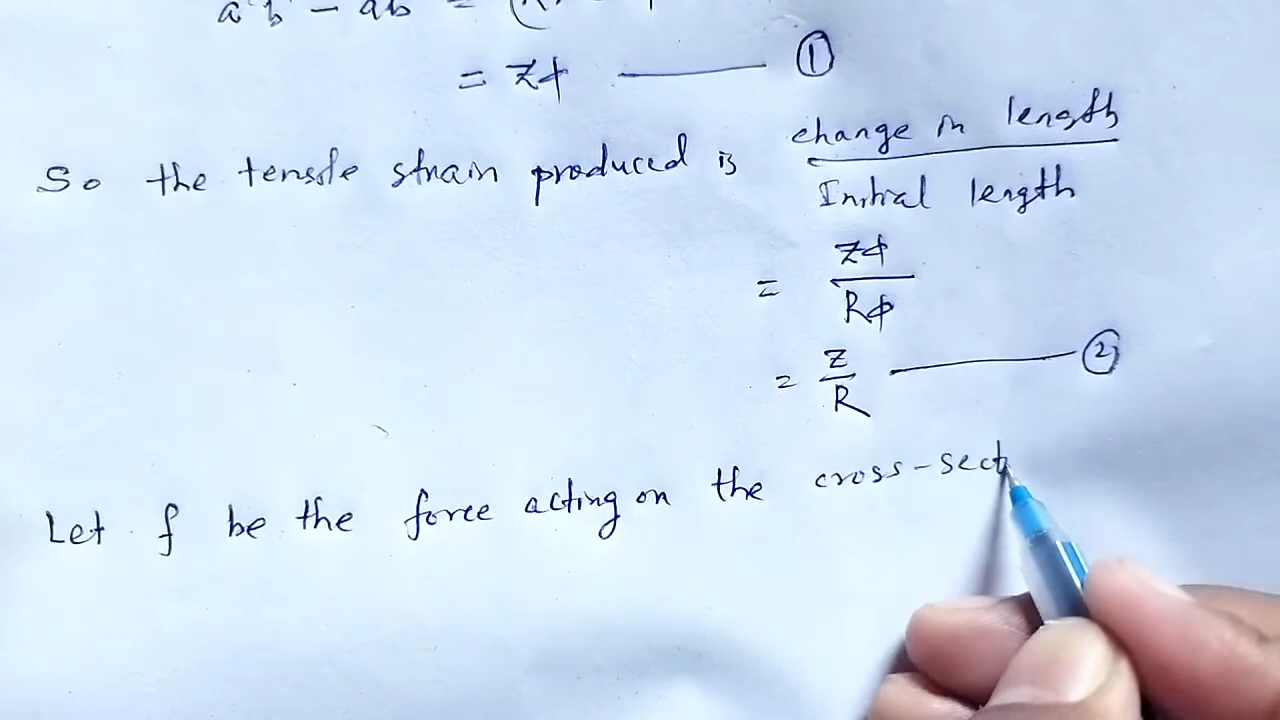 a'b' - ab = (R
= zφ ——— ①
So the tensile strain produced is change in length / Initial length
= zφ / Rφ
= z / R ——— ②
Let f be the force acting on the cross-sect